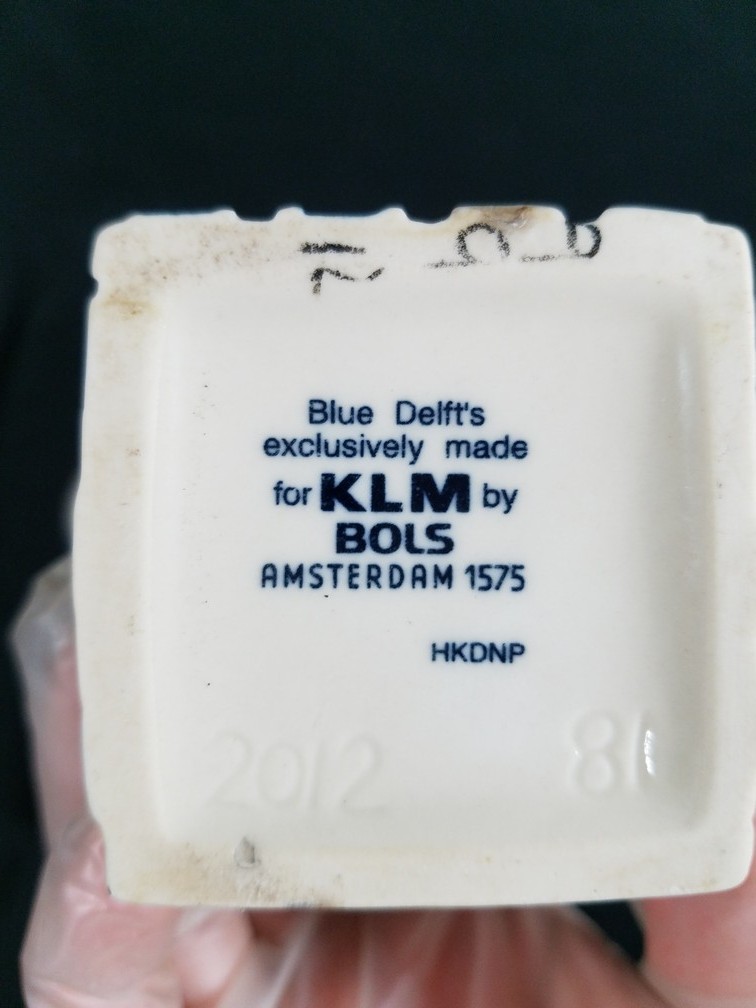 Blue Delft's
exclusively made
for KLM by
BOLS
AMSTERDAM 1575
HKDNP
2012 81